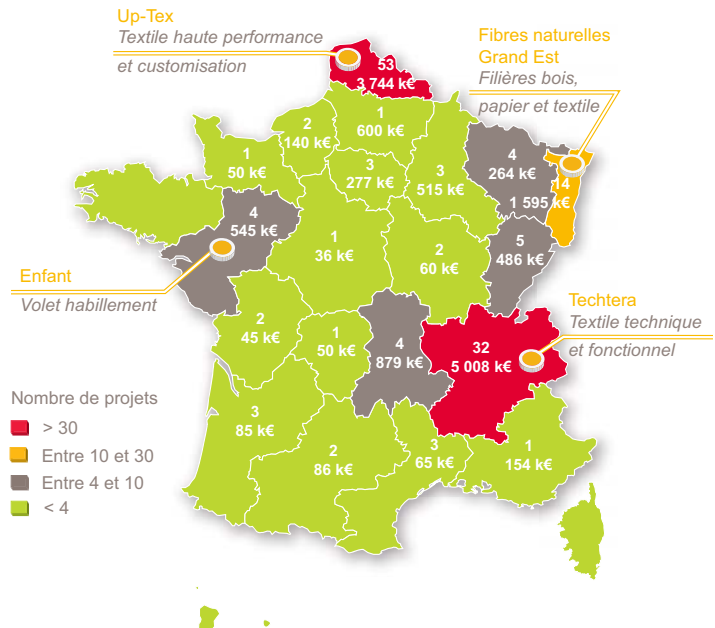 Up-Tex
Textile haute performance
et customisation
Fibres naturelles
Grand Est
Filières bois,
papier et textile
53
3 744 k€
1
600 k€
2
140 k€
1
50 k€
3
277 k€
3
515 k€
4
264 k€
14
1 595 k€
4
545 k€
1
36 k€
2
60 k€
5
486 k€
Enfant
Volet habillement
Techtera
Textile technique
et fonctionnel
2
45 k€
1
50 k€
4
879 k€
32
5 008 k€
3
85 k€
2
86 k€
3
65 k€
1
154 k€
Nombre de projets
> 30
Entre 10 et 30
Entre 4 et 10
< 4